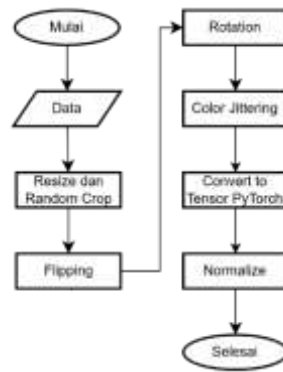 Mulai
Data
Resize dan
Random Crop
Flipping
Rotation
Color Jittering
Convert to
Tensor PyTorch
Normalize
Selesai